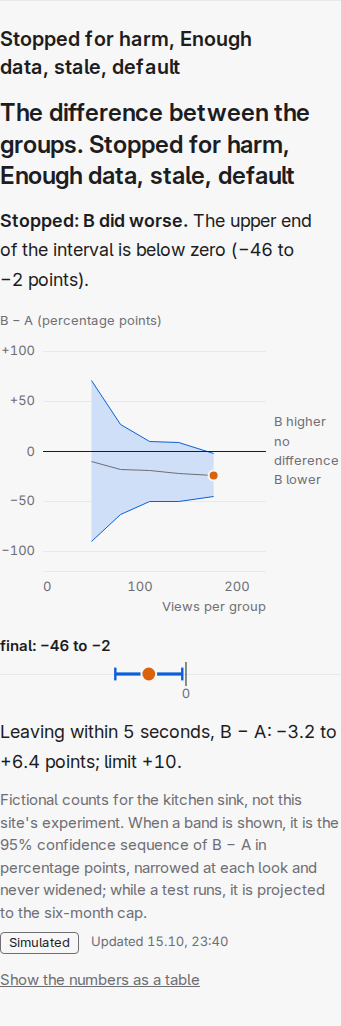 Stopped for harm, Enough
data, stale, default
The difference between the
groups. Stopped for harm,
Enough data, stale, default
Stopped: B did worse. The upper end
of the interval is below zero (−46 to
−2 points).
B − A (percentage points)
+100
+50
0
−50
−100
B higher
no
difference
B lower
0
100
200
Views per group
final: −46 to −2
0
Leaving within 5 seconds, B − A: −3.2 to
+6.4 points; limit +10.
Fictional counts for the kitchen sink, not this
site's experiment. When a band is shown, it is the
95% confidence sequence of B − A in
percentage points, narrowed at each look and
never widened; while a test runs, it is projected
to the six-month cap.
Simulated Updated 15.10, 23:40
Show the numbers as a table